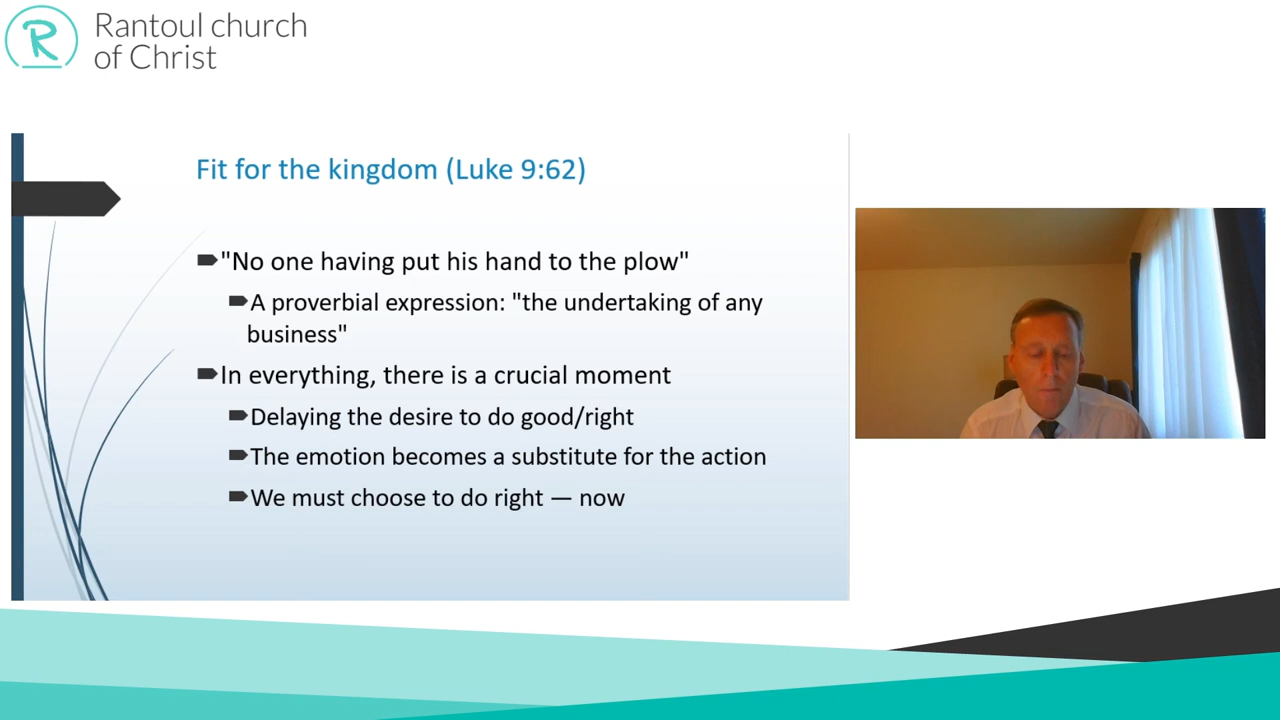 Rantoul church
of Christ
Fit for the kingdom (Luke 9:62)
"No one having put his hand to the plow"
A proverbial expression: "the undertaking of any
business"
In everything, there is a crucial moment
Delaying the desire to do good/right
The emotion becomes a substitute for the action
We must choose to do right — now